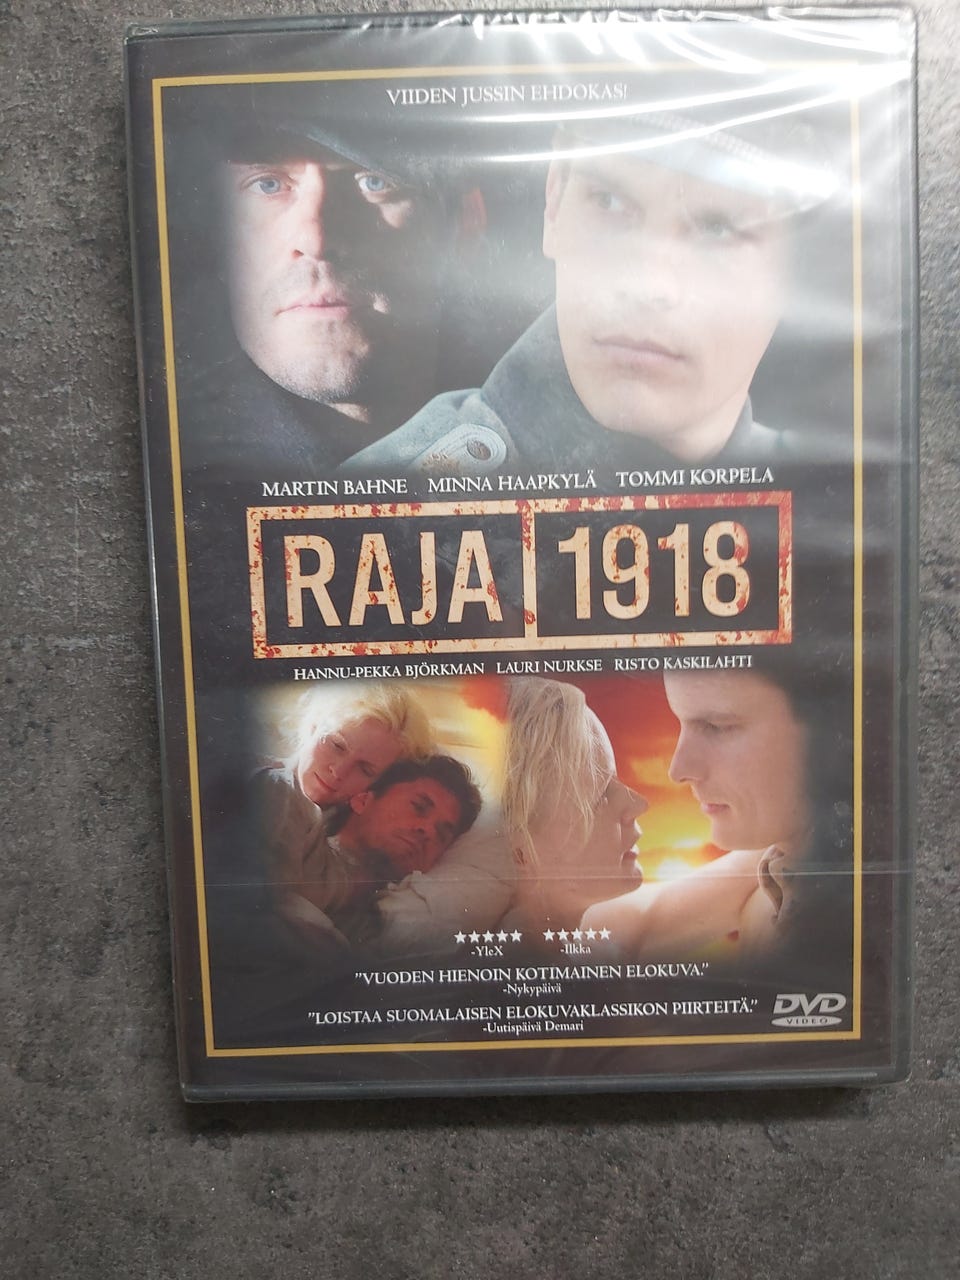 VIIDEN JUSSIN EHDOKAS!
MARTIN BAHNE MINNA HAAPKYLÄ TOMMI KORPELA
RAJA 1918
HANNU-PEKKA BJÖRKMAN LAURI NURKSE RISTO KASKILAHTI
★★★★★ ★★★★★
-YleX -Ilkka
"VUODEN HIENOIN KOTIMAINEN ELOKUVA."
-Nykypäivä
"LOISTAA SUOMALAISEN ELOKUVAKLASSIKON PIIRTEITÄ."
-Uutispäivä Demari
DVD
VIDEO